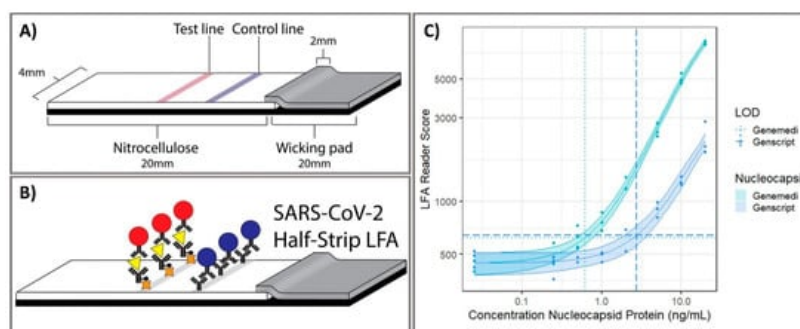 A)
Test line
Control line
2mm
4mm
Nitrocellulose
20mm
Wicking pad
20mm
B)
SARS-CoV-2
Half-Strip LFA
C)
LFA Reader Score
5000
3000
1000
500
0.1
1.0
10.0
Concentration Nucleocapsid Protein (ng/mL)
LOD
Genemedi
Genscript
Nucleocapsi
Genemedi
Genscript